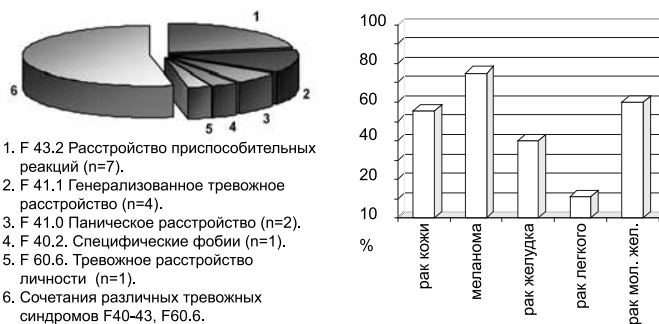 1
2
3
4
5
6
1. F 43.2 Расстройство приспособительных
реакций (n=7).
2. F 41.1 Генерализованное тревожное
расстройство (n=4).
3. F 41.0 Паническое расстройство (n=2).
4. F 40.2. Специфические фобии (n=1).
5. F 60.6. Тревожное расстройство
личности (n=1).
6. Сочетания различных тревожных
синдромов F40-43, F60.6.
100
80
60
40
20
10
%
рак кожи
меланома
рак желудка
рак легкого
рак мол. жел.